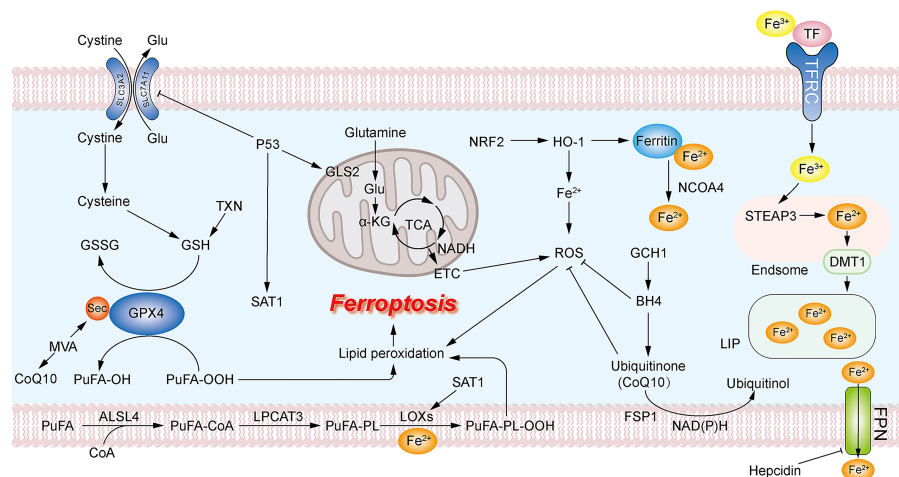 Cystine
Glu
SLC3A2
SLC7A11
Cystine
Glu
Cysteine
TXN
GSSG
GSH
Sec
GPX4
MVA
CoQ10
PuFA-OH
PuFA-OOH
P53
SAT1
Glutamine
GLS2
Glu
α-KG
TCA
NADH
ETC
Ferroptosis
Lipid peroxidation
NRF2
HO-1
Ferritin
Fe²⁺
Fe²⁺
NCOA4
Fe²⁺
ROS
GCH1
BH4
Ubiquitinone
(CoQ10)
Ubiquitinol
FSP1
NAD(P)H
SAT1
PuFA
ALSL4
CoA
PuFA-CoA
LPCAT3
PuFA-PL
LOXs
Fe²⁺
PuFA-PL-OOH
Fe³⁺
TF
TFRC
Fe³⁺
STEAP3
Fe²⁺
Endsome
DMT1
Fe²⁺
Fe²⁺
Fe²⁺
LIP
Fe²⁺
FPN
Hepcidin
Fe²⁺